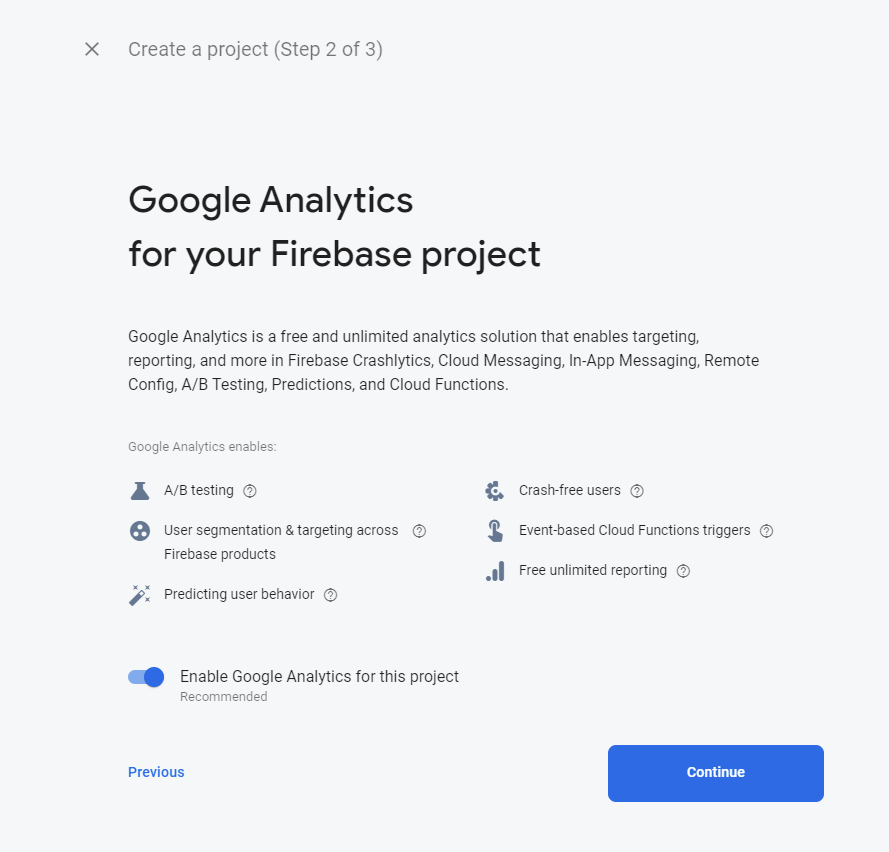 Create a project (Step 2 of 3)
Google Analytics
for your Firebase project
Google Analytics is a free and unlimited analytics solution that enables targeting,
reporting, and more in Firebase Crashlytics, Cloud Messaging, In-App Messaging, Remote
Config, A/B Testing, Predictions, and Cloud Functions.
Google Analytics enables:
A/B testing
User segmentation & targeting across
Firebase products
Predicting user behavior
Crash-free users
Event-based Cloud Functions triggers
Free unlimited reporting
Enable Google Analytics for this project
Recommended
Previous
Continue